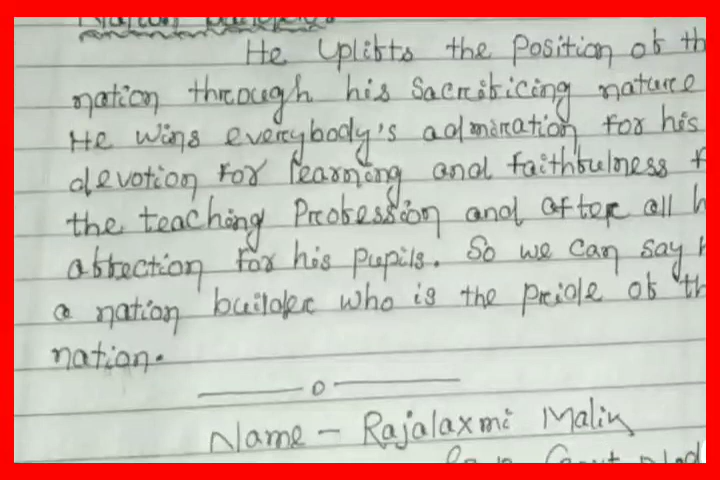 He uplifts the position of th
nation through his sacrificing nature
He wins everybody's admiration for his
devotion for learning and faithfulness f
the teaching Profession and after all h
affection for his pupils. So we can say h
a nation builder who is the pride of th
nation.
—— o ——
Name - Rajalaxmi Malik